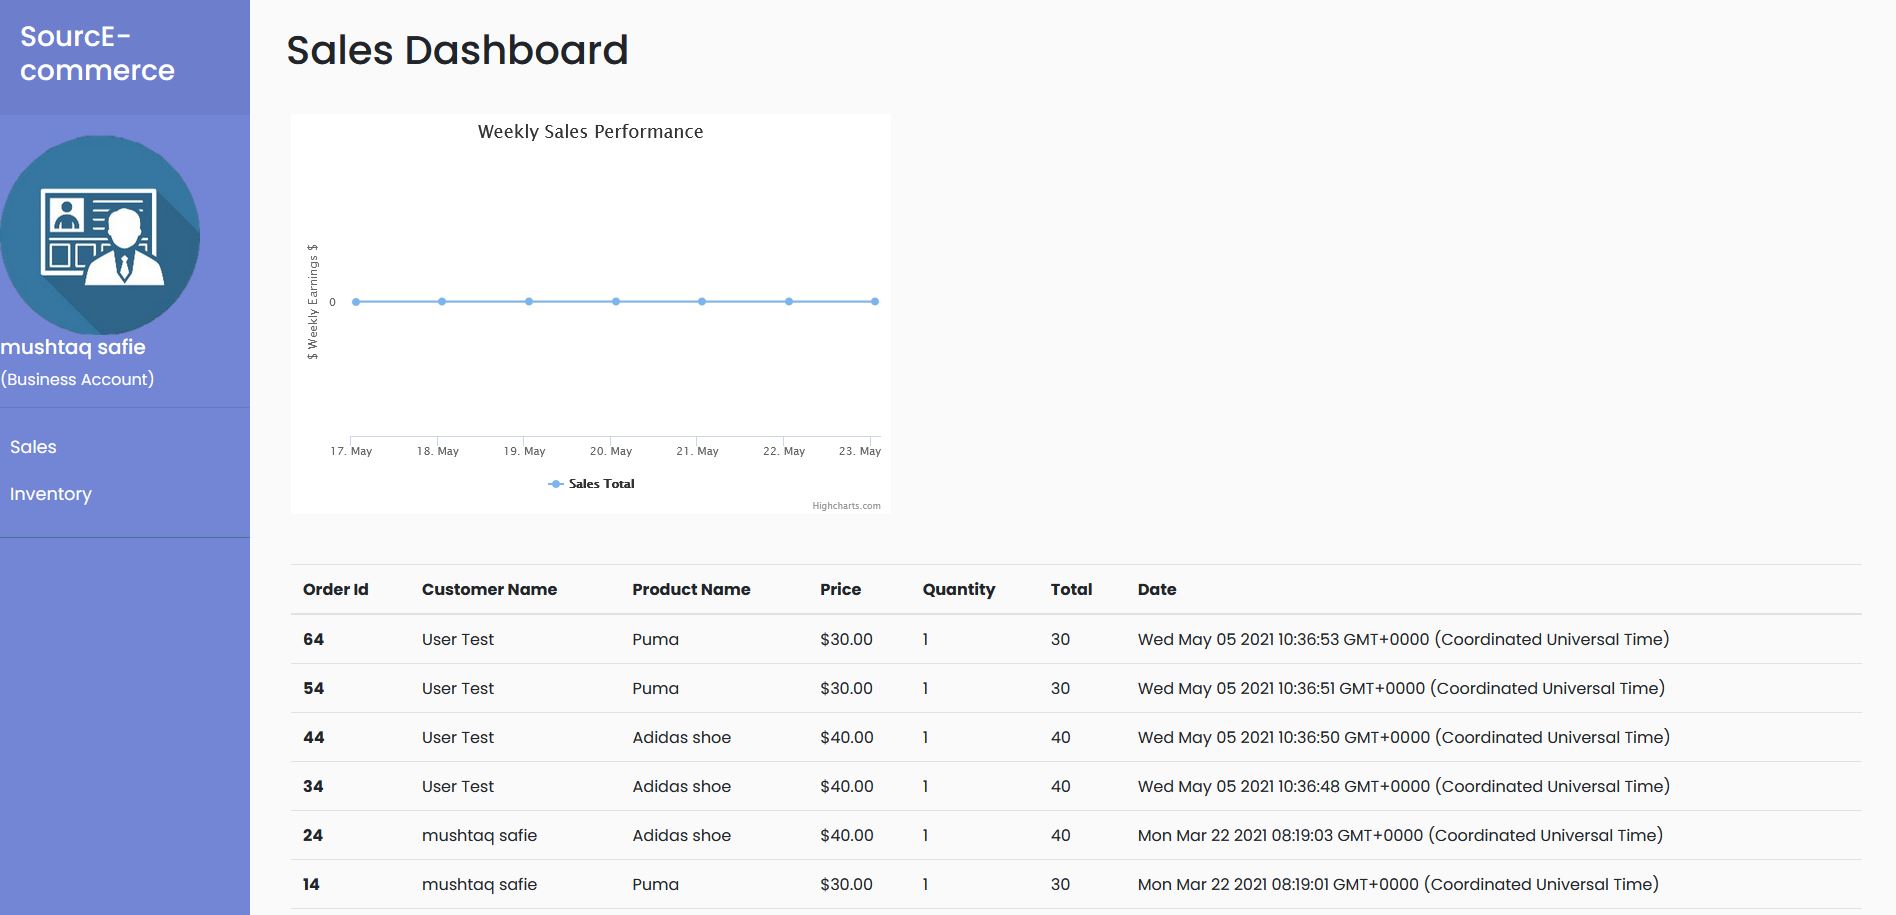 SourcE-
commerce
mushtaq safie
(Business Account)
Sales
Inventory
Sales Dashboard
Weekly Sales Performance
$ Weekly Earnings $
0
17. May 18. May 19. May 20. May 21. May 22. May 23. May
Sales Total
Highcharts.com
Order Id Customer Name Product Name Price Quantity Total Date
64 User Test Puma $30.00 1 30 Wed May 05 2021 10:36:53 GMT+0000 (Coordinated Universal Time)
54 User Test Puma $30.00 1 30 Wed May 05 2021 10:36:51 GMT+0000 (Coordinated Universal Time)
44 User Test Adidas shoe $40.00 1 40 Wed May 05 2021 10:36:50 GMT+0000 (Coordinated Universal Time)
34 User Test Adidas shoe $40.00 1 40 Wed May 05 2021 10:36:48 GMT+0000 (Coordinated Universal Time)
24 mushtaq safie Adidas shoe $40.00 1 40 Mon Mar 22 2021 08:19:03 GMT+0000 (Coordinated Universal Time)
14 mushtaq safie Puma $30.00 1 30 Mon Mar 22 2021 08:19:01 GMT+0000 (Coordinated Universal Time)